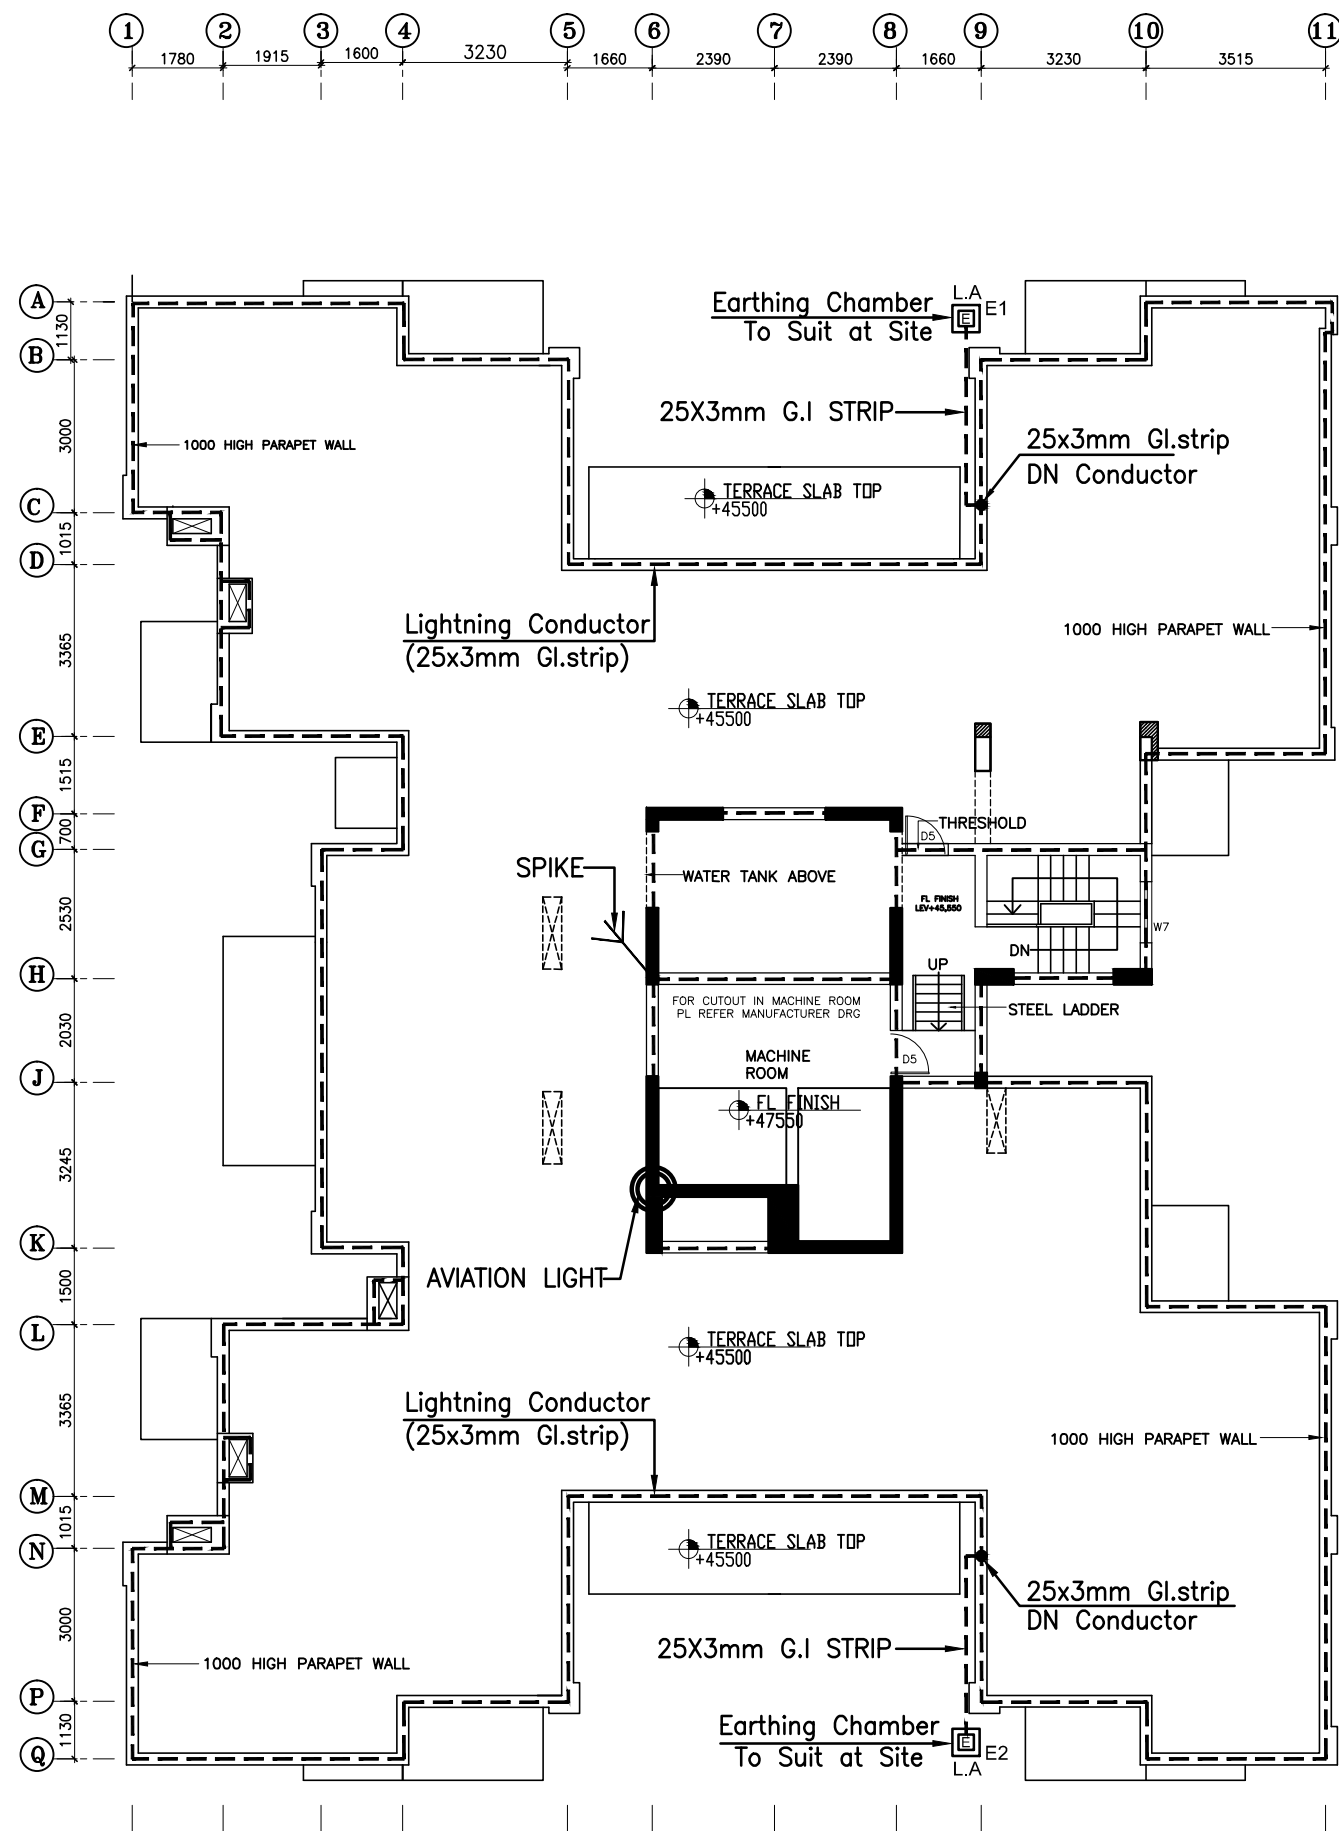 1 2 3 4 5 6 7 8 9 10 11
1780 1915 1600 3230 1660 2390 2390 1660 3230 3515
A
1130
B
3000
C
1015
D
3365
E
1515
F
700
G
2530
H
2030
J
3245
K
1500
L
3365
M
1015
N
3000
P
1130
Q
Earthing Chamber
To Suit at Site
L.A
E E1
25X3mm G.I STRIP
25x3mm GI.strip
DN Conductor
1000 HIGH PARAPET WALL
TERRACE SLAB TOP
+45500
Lightning Conductor
(25x3mm GI.strip)
1000 HIGH PARAPET WALL
TERRACE SLAB TOP
+45500
THRESHOLD
D5
SPIKE
WATER TANK ABOVE
FL FINISH
LEV+45,550
W7
DN
UP
FOR CUTOUT IN MACHINE ROOM
PL REFER MANUFACTURER DRG
STEEL LADDER
MACHINE
ROOM
D5
FL FINISH
+47550
AVIATION LIGHT
TERRACE SLAB TOP
+45500
Lightning Conductor
(25x3mm GI.strip)
1000 HIGH PARAPET WALL
TERRACE SLAB TOP
+45500
25x3mm GI.strip
DN Conductor
25X3mm G.I STRIP
1000 HIGH PARAPET WALL
Earthing Chamber
To Suit at Site
E E2
L.A